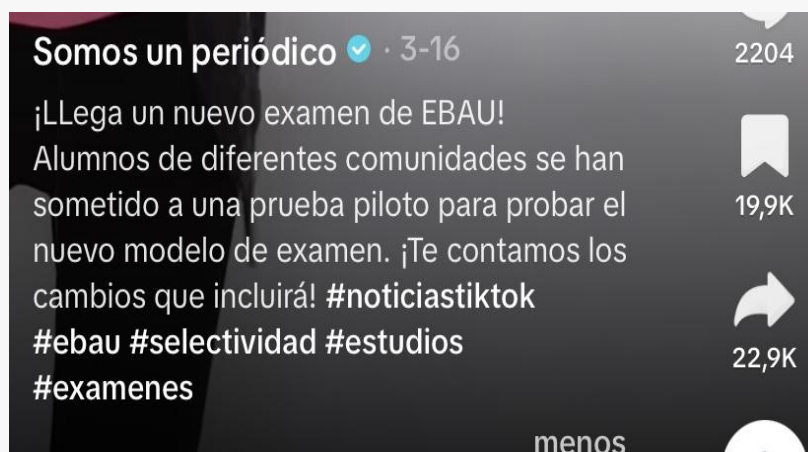 Somos un periódico · 3-16
2204
¡LLega un nuevo examen de EBAU!
Alumnos de diferentes comunidades se han
sometido a una prueba piloto para probar el
nuevo modelo de examen. ¡Te contamos los
cambios que incluirá! #noticiastiktok
#ebau #selectividad #estudios
#examenes
19,9K
22,9K
menos